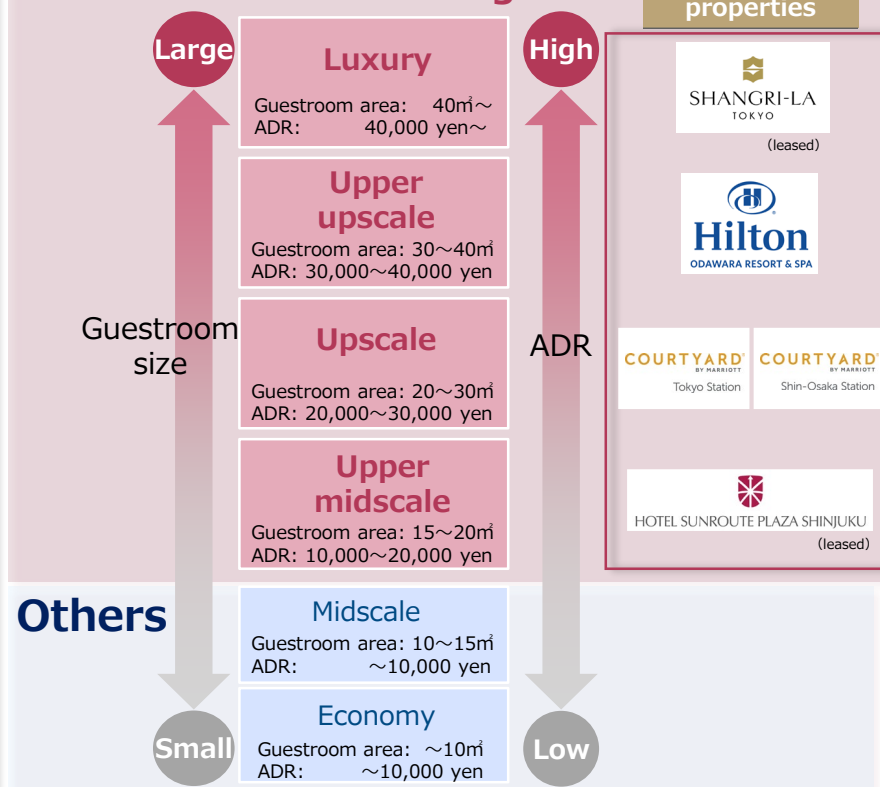 properties
Large
Luxury
Guestroom area: 40㎡～
ADR: 40,000 yen～
High
SHANGRI-LA
TOKYO
(leased)
Upper
upscale
Guestroom area: 30～40㎡
ADR: 30,000～40,000 yen
Hilton
ODAWARA RESORT & SPA
Guestroom
size
Upscale
Guestroom area: 20～30㎡
ADR: 20,000～30,000 yen
ADR
COURTYARD
BY MARRIOTT
Tokyo Station
COURTYARD
BY MARRIOTT
Shin-Osaka Station
Upper
midscale
Guestroom area: 15～20㎡
ADR: 10,000～20,000 yen
HOTEL SUNROUTE PLAZA SHINJUKU
(leased)
Others
Midscale
Guestroom area: 10～15㎡
ADR: ～10,000 yen
Economy
Guestroom area: ～10㎡
ADR: ～10,000 yen
Small
Low